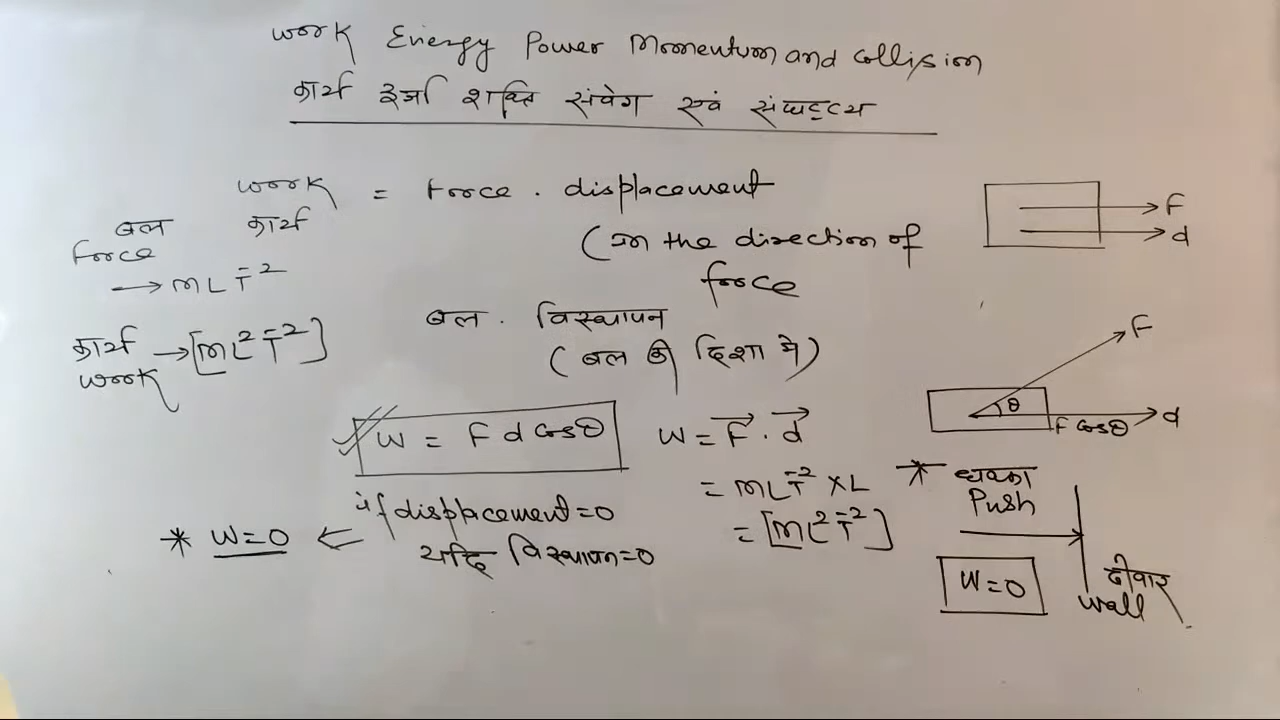 Work Energy Power Momentum and collision
कार्य ऊर्जा शक्ति संवेग एवं
work = Force . displacement
कार्य
(In the direction of force
बल
Force
→ MLT⁻²
कार्य → [ML²T⁻²]
work
बल . विस्थापन
(बल की दिशा में)
W = F d cosθ
W = F⃗ . d⃗
= MLT⁻² × L
= [ML²T⁻²]
* W=0 ⇐ if displacement=0
यदि विस्थापन=0
F
d
F
θ
F cosθ
d
* धक्का
Push
W=0
दीवार
wall